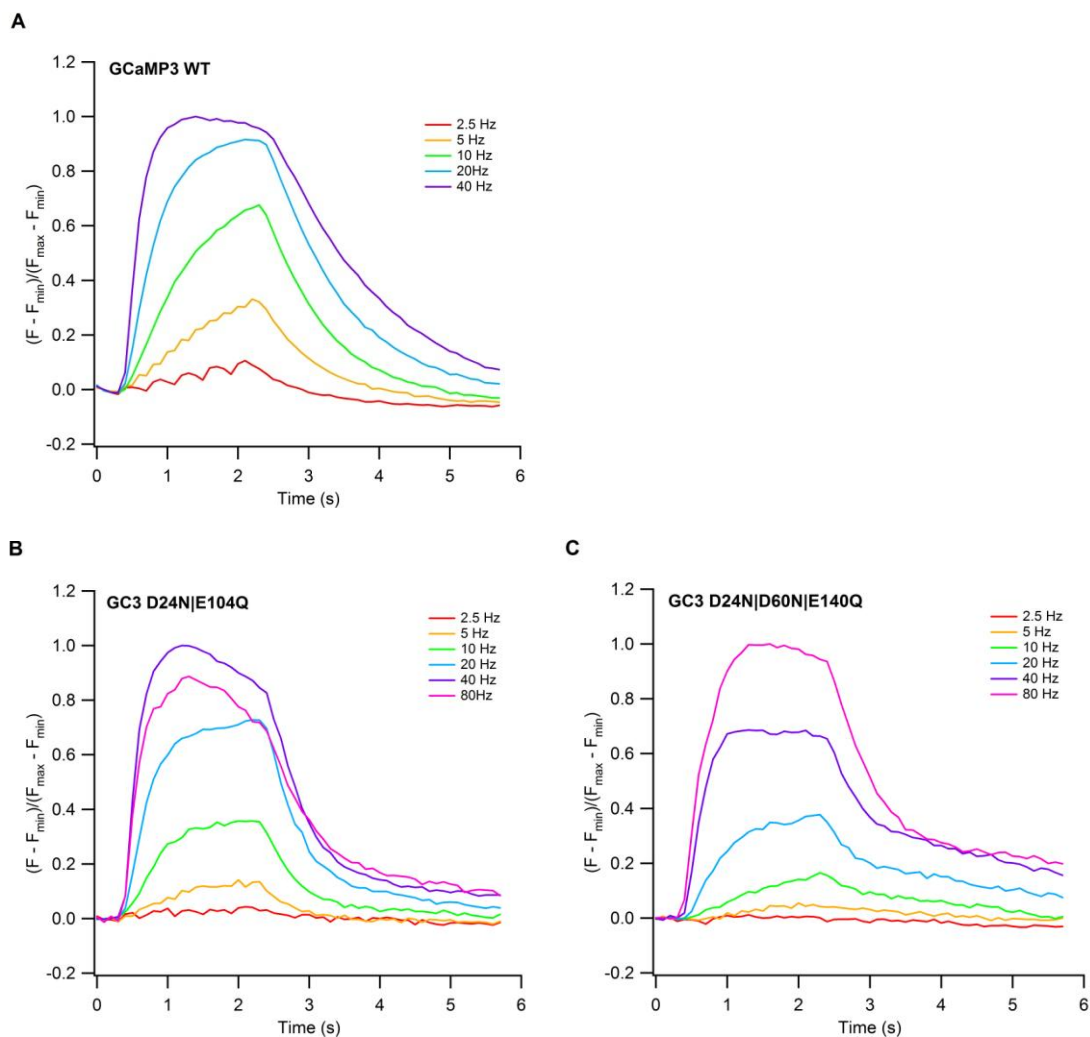 A
GCaMP3 WT
1.2
1.0
0.8
0.6
0.4
0.2
0.0
-0.2
(F - Fmin)/(Fmax - Fmin)
2.5 Hz
5 Hz
10 Hz
20Hz
40 Hz
0 1 2 3 4 5 6
Time (s)
B
GC3 D24N|E104Q
1.2
1.0
0.8
0.6
0.4
0.2
0.0
-0.2
(F - Fmin)/(Fmax - Fmin)
2.5 Hz
5 Hz
10 Hz
20 Hz
40 Hz
80Hz
0 1 2 3 4 5 6
Time (s)
C
GC3 D24N|D60N|E140Q
1.2
1.0
0.8
0.6
0.4
0.2
0.0
-0.2
(F - Fmin)/(Fmax - Fmin)
2.5 Hz
5 Hz
10 Hz
20 Hz
40 Hz
80 Hz
0 1 2 3 4 5 6
Time (s)